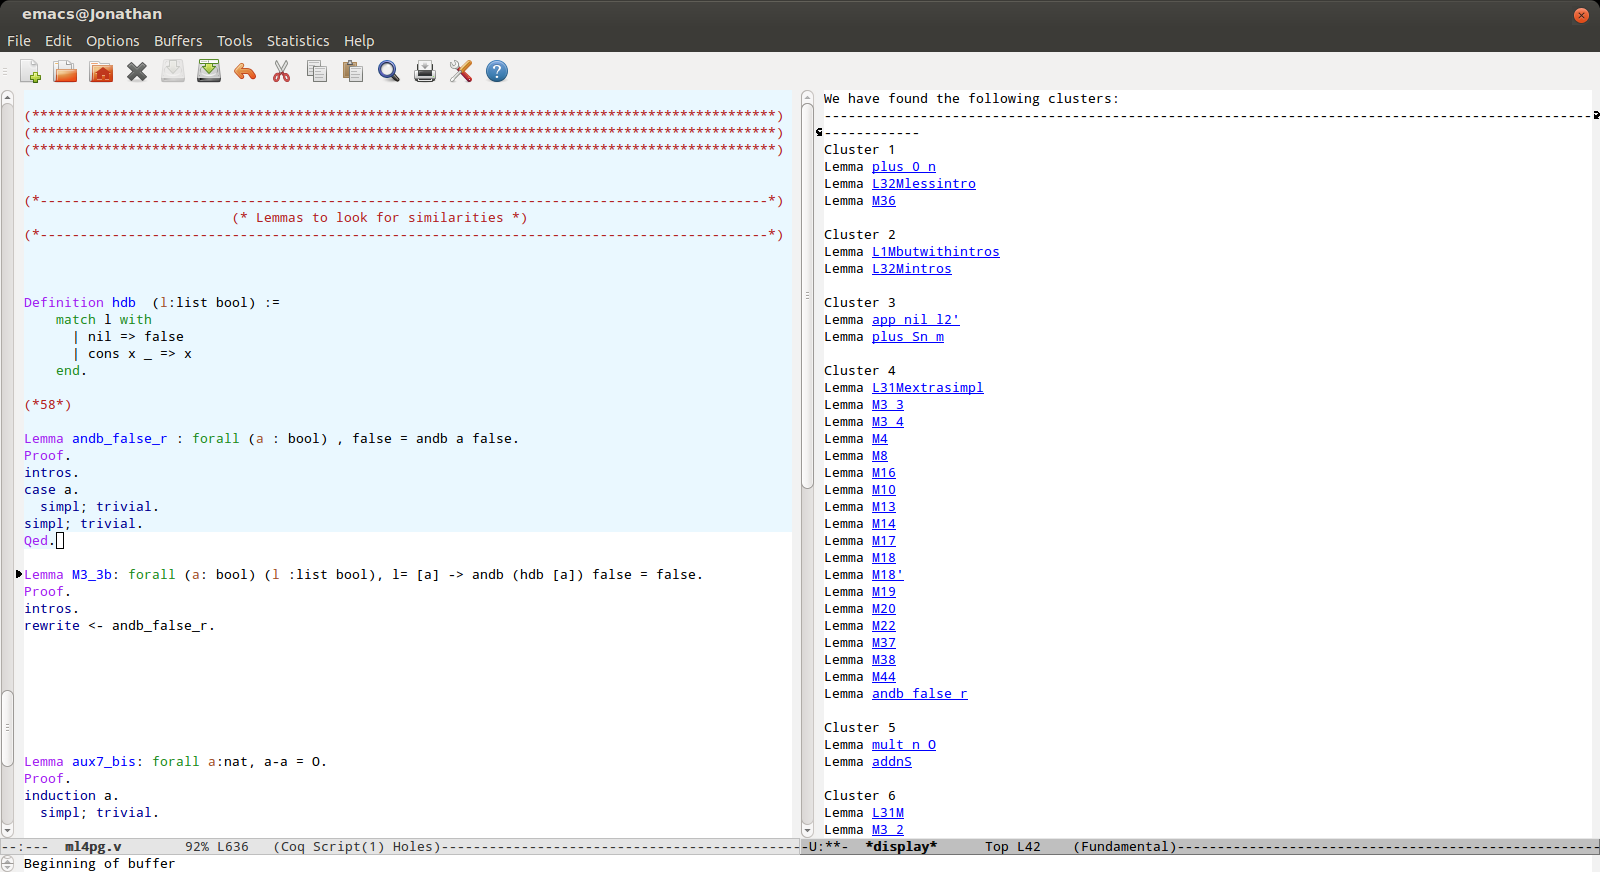 emacs@Jonathan
File Edit Options Buffers Tools Statistics Help
(*********************************************************************************************)
(*********************************************************************************************)
(*********************************************************************************************)
(*-------------------------------------------------------------------------------------------*)
(* Lemmas to look for similarities *)
(*-------------------------------------------------------------------------------------------*)
Definition hdb  (l:list bool) :=
    match l with
      | nil => false
      | cons x _ => x
    end.
(*58*)
Lemma andb_false_r : forall (a : bool) , false = andb a false.
Proof.
intros.
case a.
  simpl; trivial.
simpl; trivial.
Qed.
Lemma M3_3b: forall (a: bool) (l :list bool), l= [a] -> andb (hdb [a]) false = false.
Proof.
intros.
rewrite <- andb_false_r.
Lemma aux7_bis: forall a:nat, a-a = O.
Proof.
induction a.
  simpl; trivial.
--:---  ml4pg.v        92% L636   (Coq Script(1) Holes)---------------------------------------------
We have found the following clusters:
------------------------------------------------------------------------------------------------
------------
Cluster 1
Lemma plus_O_n
Lemma L32Mlessintro
Lemma M36
Cluster 2
Lemma L1Mbutwithintros
Lemma L32Mintros
Cluster 3
Lemma app_nil_l2'
Lemma plus_Sn_m
Cluster 4
Lemma L31Mextrasimpl
Lemma M3_3
Lemma M3_4
Lemma M4
Lemma M8
Lemma M16
Lemma M10
Lemma M13
Lemma M14
Lemma M17
Lemma M18
Lemma M18'
Lemma M19
Lemma M20
Lemma M22
Lemma M37
Lemma M38
Lemma M44
Lemma andb_false_r
Cluster 5
Lemma mult_n_O
Lemma addnS
Cluster 6
Lemma L31M
Lemma M3_2
-U:**-  *display*      Top L42    (Fundamental)-----------------------------------------------------
Beginning of buffer